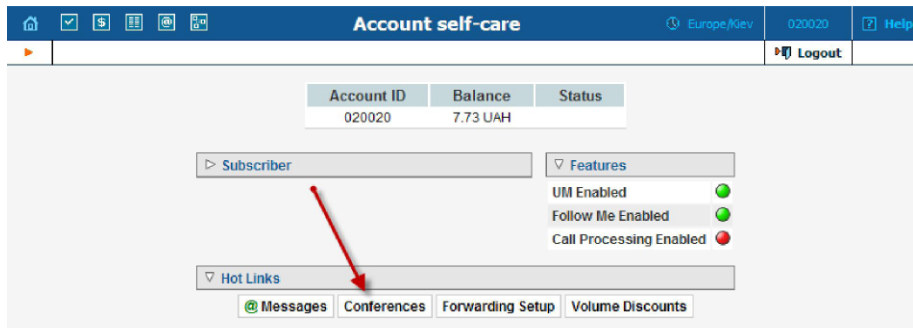 Account self-care Europe/Kiev 020020 ? Help
Logout
Account ID Balance Status
020020 7.73 UAH
Subscriber Features
UM Enabled
Follow Me Enabled
Call Processing Enabled
Hot Links
@ Messages Conferences Forwarding Setup Volume Discounts